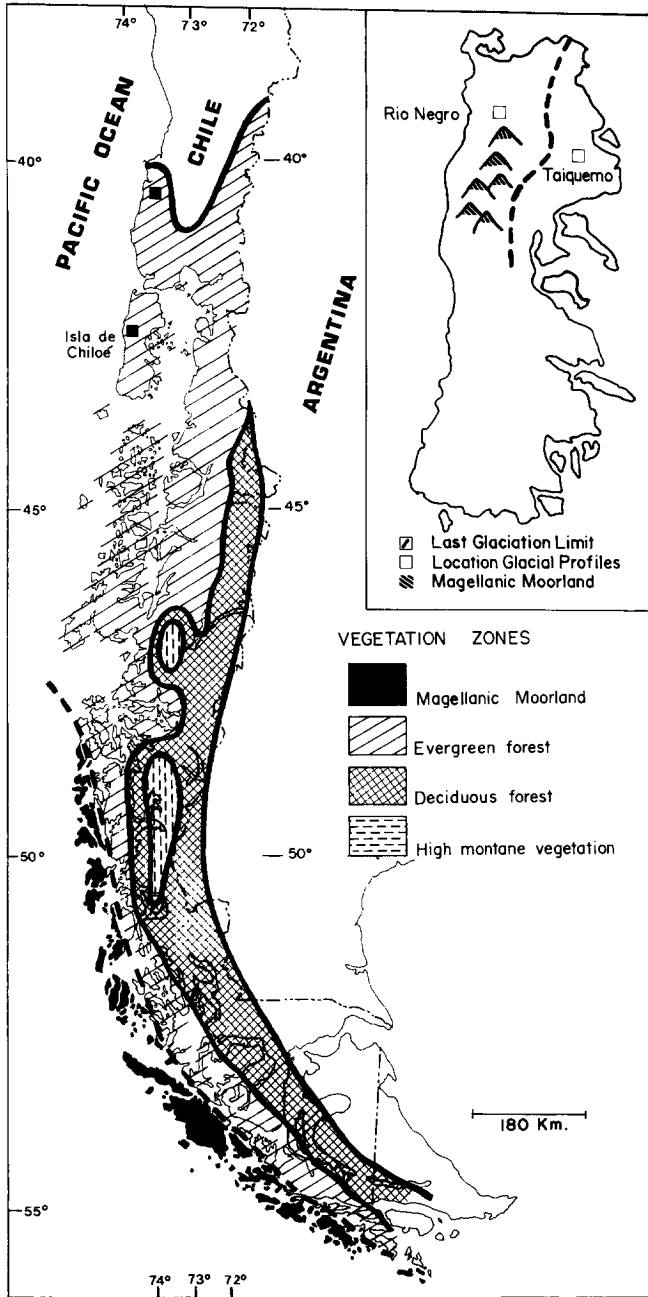 74° 73° 72°
PACIFIC OCEAN
CHILE
ARGENTINA
40°
40°
Isla de
Chiloé
45°
50°
50°
55°
74° 73° 72°
Rio Negro
Taiquemo
Last Glaciation Limit
Location Glacial Profiles
Magellanic Moorland
VEGETATION ZONES
Magellanic Moorland
Evergreen forest
Deciduous forest
High montane vegetation
180 Km.